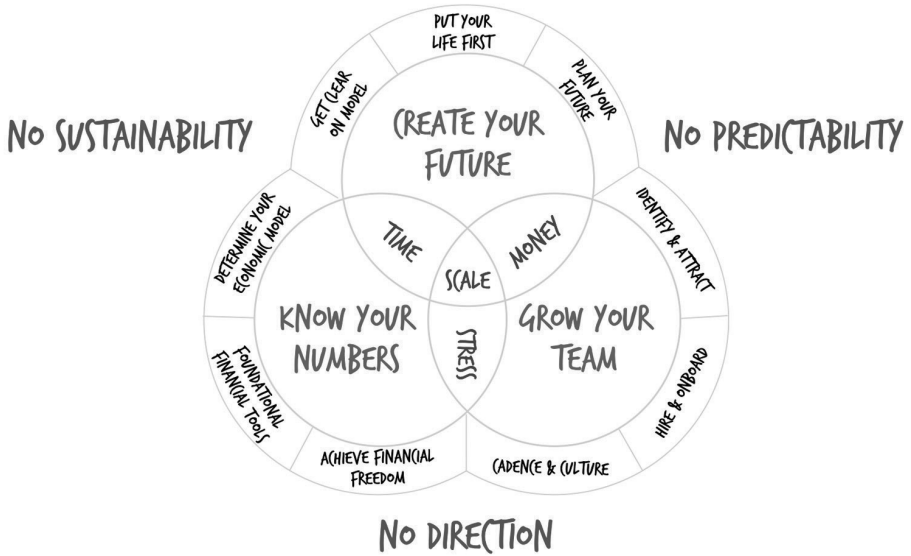 PUT YOUR
LIFE FIRST
GET CLEAR
ON MODEL
PLAN YOUR
FUTURE
CREATE YOUR
FUTURE
NO SUSTAINABILITY
NO PREDICTABILITY
DETERMINE YOUR
ECONOMIC MODEL
IDENTIFY & ATTRACT
TIME
MONEY
SCALE
KNOW YOUR
NUMBERS
STRESS
GROW YOUR
TEAM
FOUNDATIONAL
FINANCIAL TOOLS
HIRE & ONBOARD
ACHIEVE FINANCIAL
FREEDOM
CADENCE & CULTURE
NO DIRECTION